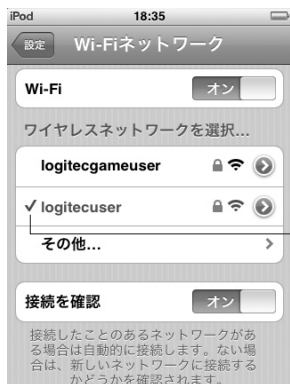 iPod 18:35
設定 Wi-Fiネットワーク
Wi-Fi オン
ワイヤレスネットワークを選択...
logitecgameuser
logitecuser
その他...
接続を確認 オン
接続したことのあるネットワークがあ
る場合は自動的に接続します。ない場
合は、新しいネットワークに接続する
かどうかを確認されます。